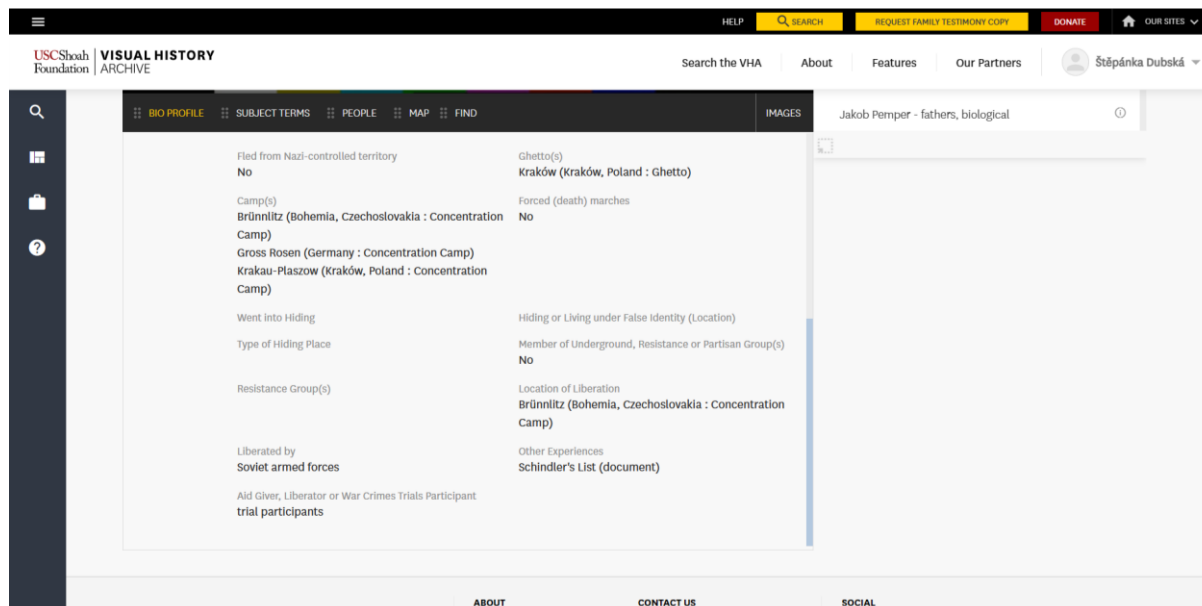 HELP
SEARCH
REQUEST FAMILY TESTIMONY COPY
DONATE
OUR SITES
USCShoah
Foundation
VISUAL HISTORY
ARCHIVE
Search the VHA
About
Features
Our Partners
Štěpánka Dubská
BIO PROFILE
SUBJECT TERMS
PEOPLE
MAP
FIND
IMAGES
Jakob Pemper - fathers, biological
Fled from Nazi-controlled territory
No
Ghetto(s)
Kraków (Kraków, Poland : Ghetto)
Camp(s)
Brünnlitz (Bohemia, Czechoslovakia : Concentration
Camp)
Gross Rosen (Germany : Concentration Camp)
Krakau-Plaszow (Kraków, Poland : Concentration
Camp)
Forced (death) marches
No
Went into Hiding
Hiding or Living under False Identity (Location)
Type of Hiding Place
Member of Underground, Resistance or Partisan Group(s)
No
Resistance Group(s)
Location of Liberation
Brünnlitz (Bohemia, Czechoslovakia : Concentration
Camp)
Liberated by
Soviet armed forces
Other Experiences
Schindler's List (document)
Aid Giver, Liberator or War Crimes Trials Participant
trial participants
ABOUT
CONTACT US
SOCIAL